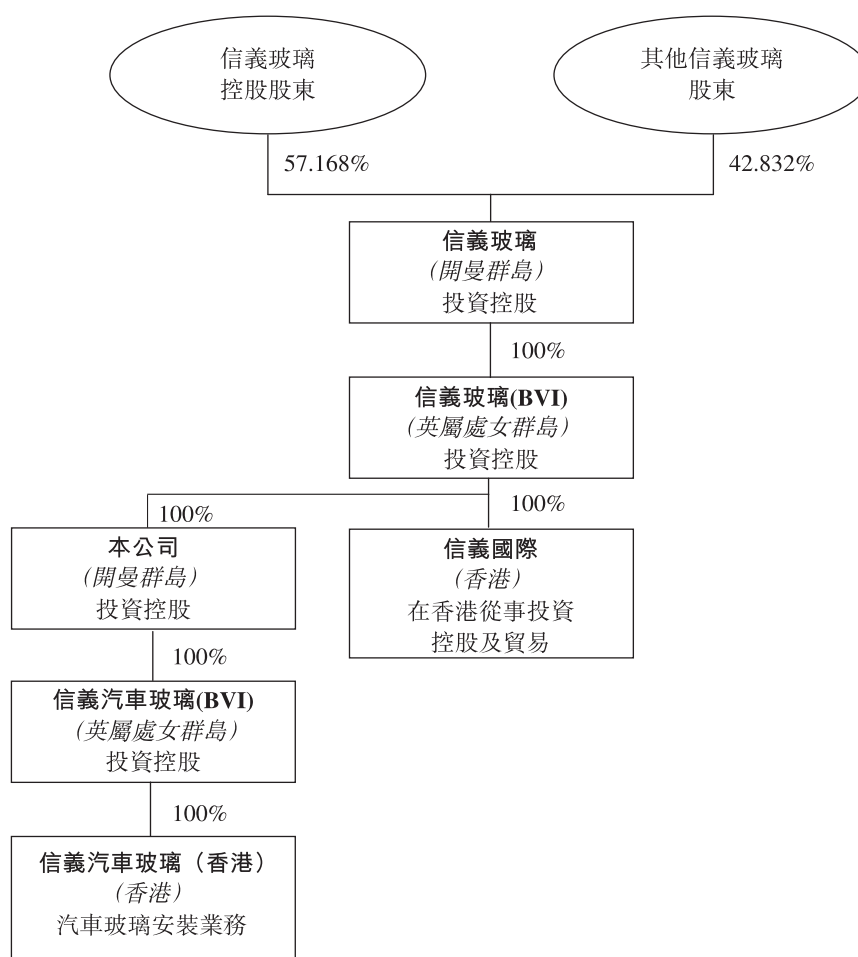 信義玻璃
控股股東
其他信義玻璃
股東
57.168%
42.832%
信義玻璃
(開曼群島)
投資控股
100%
信義玻璃(BVI)
(英屬處女群島)
投資控股
100%
100%
本公司
(開曼群島)
投資控股
信義國際
(香港)
在香港從事投資
控股及貿易
100%
信義汽車玻璃(BVI)
(英屬處女群島)
投資控股
100%
信義汽車玻璃（香港）
(香港)
汽車玻璃安裝業務